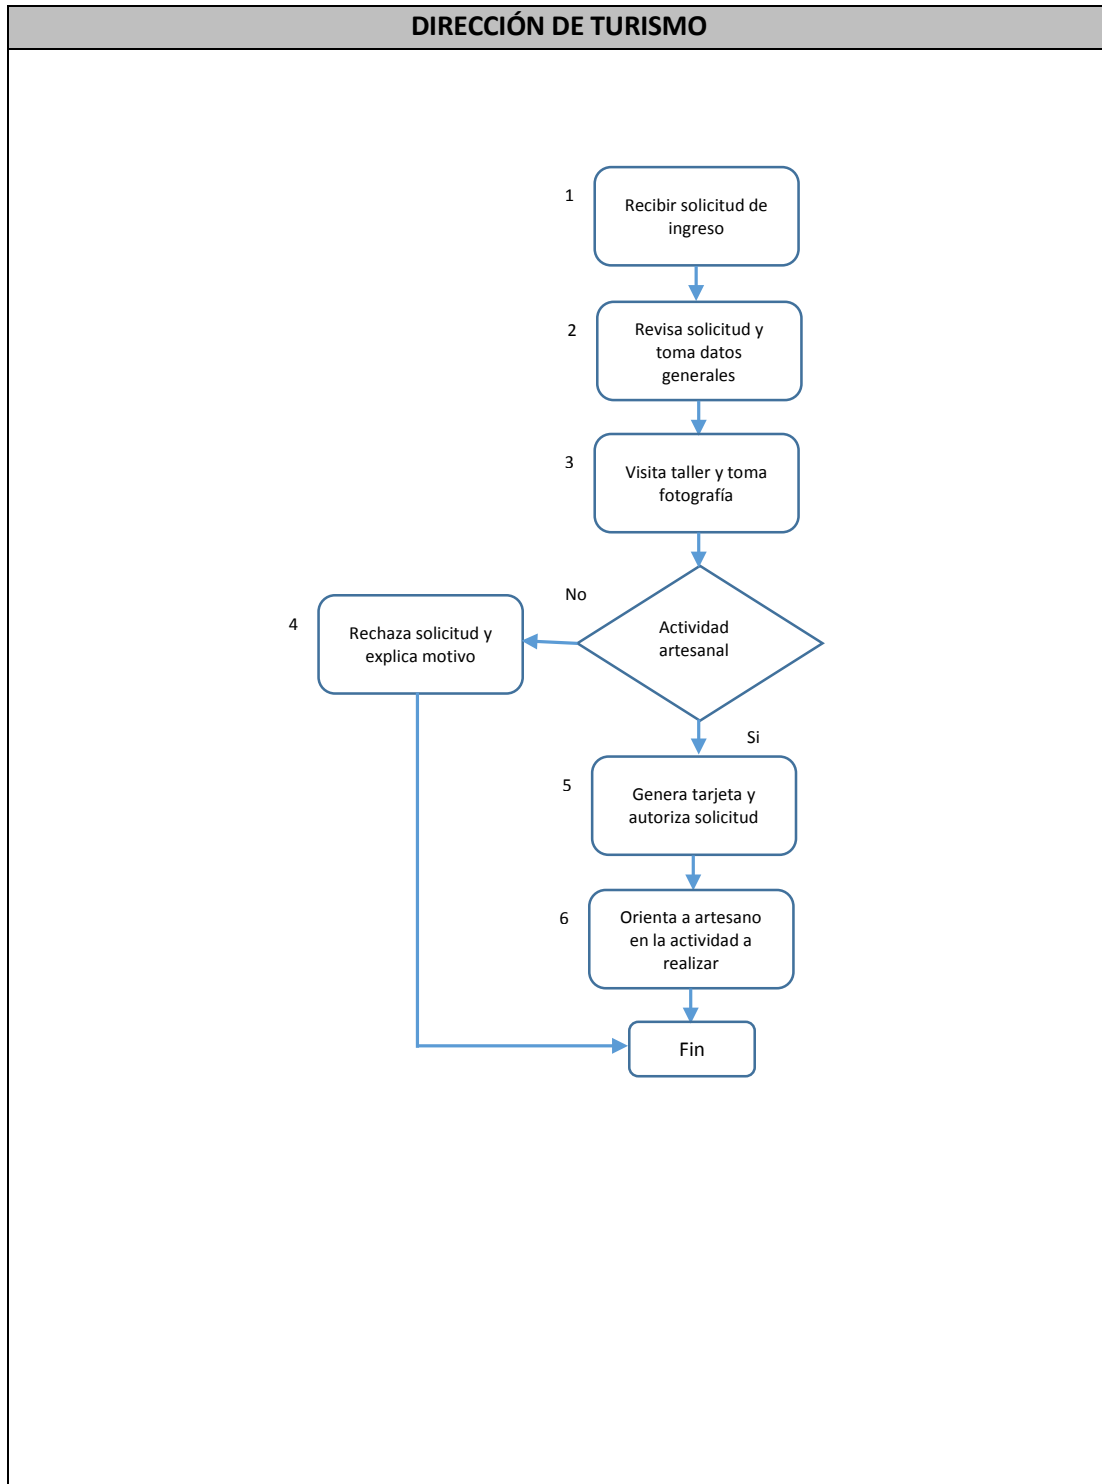 DIRECCIÓN DE TURISMO
1
Recibir solicitud de
ingreso
2
Revisa solicitud y
toma datos
generales
3
Visita taller y toma
fotografía
No
Actividad
artesanal
4
Rechaza solicitud y
explica motivo
Si
5
Genera tarjeta y
autoriza solicitud
6
Orienta a artesano
en la actividad a
realizar
Fin